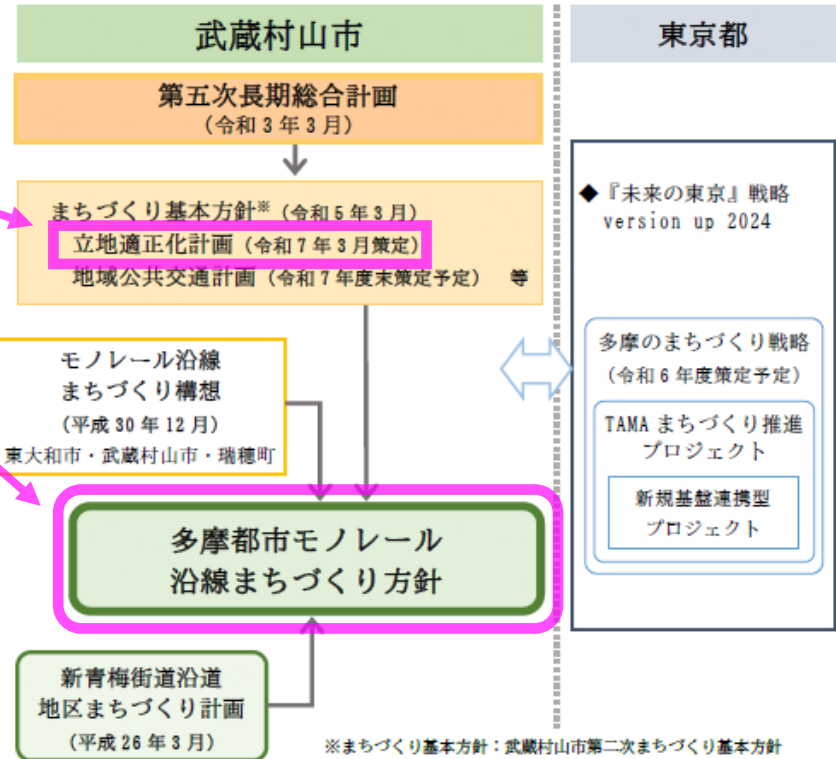 武蔵村山市
第五次長期総合計画
(令和3年3月)
まちづくり基本方針※(令和5年3月)
立地適正化計画(令和7年3月策定)
地域公共交通計画(令和7年度末策定予定) 等
モノレール沿線
まちづくり構想
(平成30年12月)
東大和市・武蔵村山市・瑞穂町
多摩都市モノレール
沿線まちづくり方針
新青梅街道沿道
地区まちづくり計画
(平成26年3月)
東京都
◆『未来の東京』戦略
version up 2024
多摩のまちづくり戦略
(令和6年度策定予定)
TAMAまちづくり推進
プロジェクト
新規基盤連携型
プロジェクト
※まちづくり基本方針:武蔵村山市第二次まちづくり基本方針